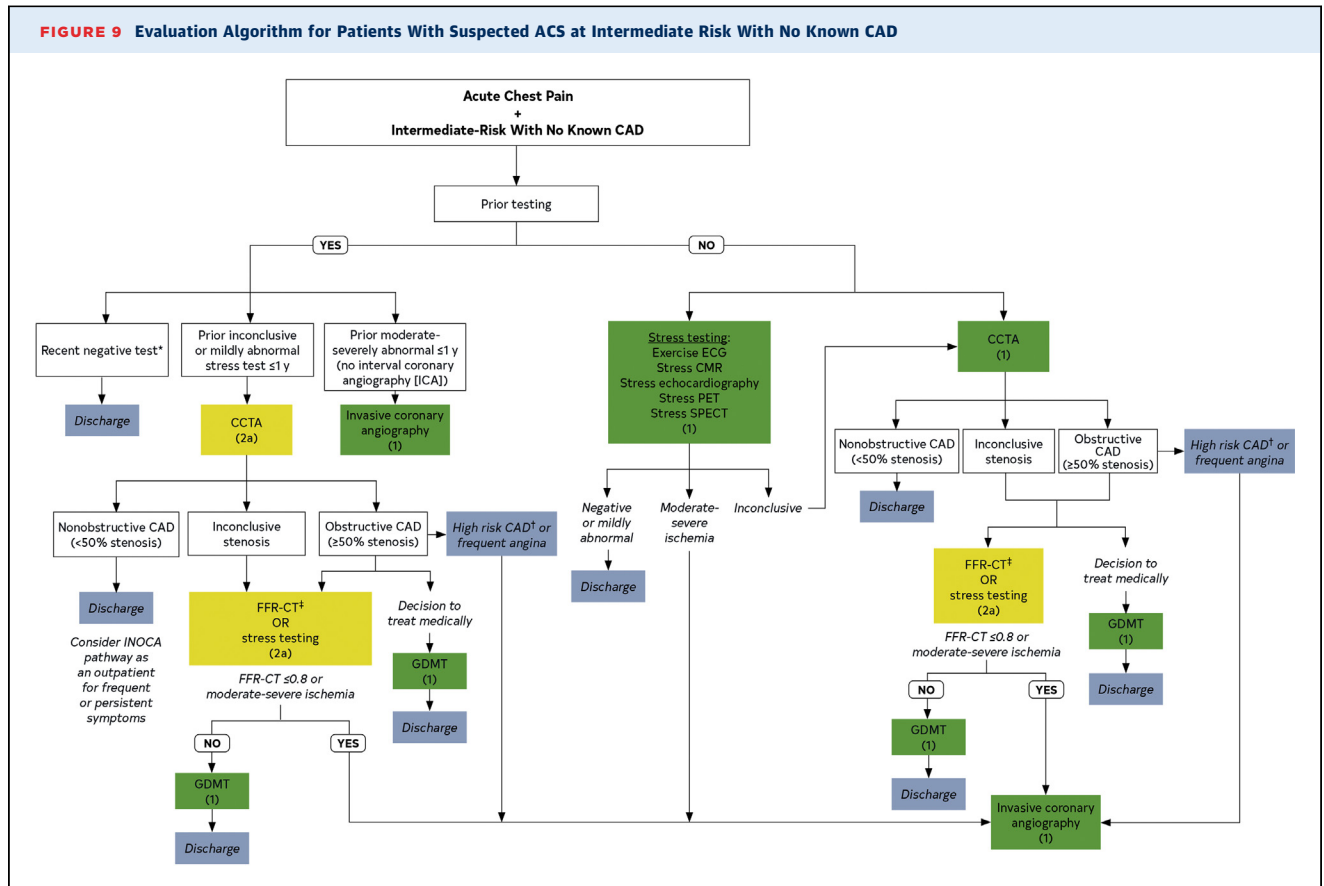 FIGURE 9 Evaluation Algorithm for Patients With Suspected ACS at Intermediate Risk With No Known CAD
Acute Chest Pain
+
Intermediate-Risk With No Known CAD
Prior testing
YES
NO
Recent negative test*
Discharge
Prior inconclusive
or mildly abnormal
stress test ≤1 y
CCTA
(2a)
Prior moderate-
severely abnormal ≤1 y
(no interval coronary
angiography [ICA])
Invasive coronary
angiography
(1)
Nonobstructive CAD
(<50% stenosis)
Discharge
Consider INOCA
pathway as
an outpatient
for frequent
or persistent
symptoms
Inconclusive
stenosis
Obstructive CAD
(≥50% stenosis)
High risk CAD† or
frequent angina
FFR-CT‡
OR
stress testing
(2a)
FFR-CT ≤0.8 or
moderate-severe ischemia
NO
YES
GDMT
(1)
Discharge
Decision to
treat medically
GDMT
(1)
Discharge
Stress testing:
Exercise ECG
Stress CMR
Stress echocardiography
Stress PET
Stress SPECT
(1)
Negative
or mildly
abnormal
Discharge
Moderate-
severe
ischemia
Inconclusive
CCTA
(1)
Nonobstructive CAD
(<50% stenosis)
Discharge
Inconclusive
stenosis
Obstructive
CAD
(≥50% stenosis)
High risk CAD† or
frequent angina
FFR-CT‡
OR
stress testing
(2a)
FFR-CT ≤0.8 or
moderate-severe ischemia
NO
YES
GDMT
(1)
Discharge
Decision to
treat medically
GDMT
(1)
Discharge
Invasive coronary
angiography
(1)